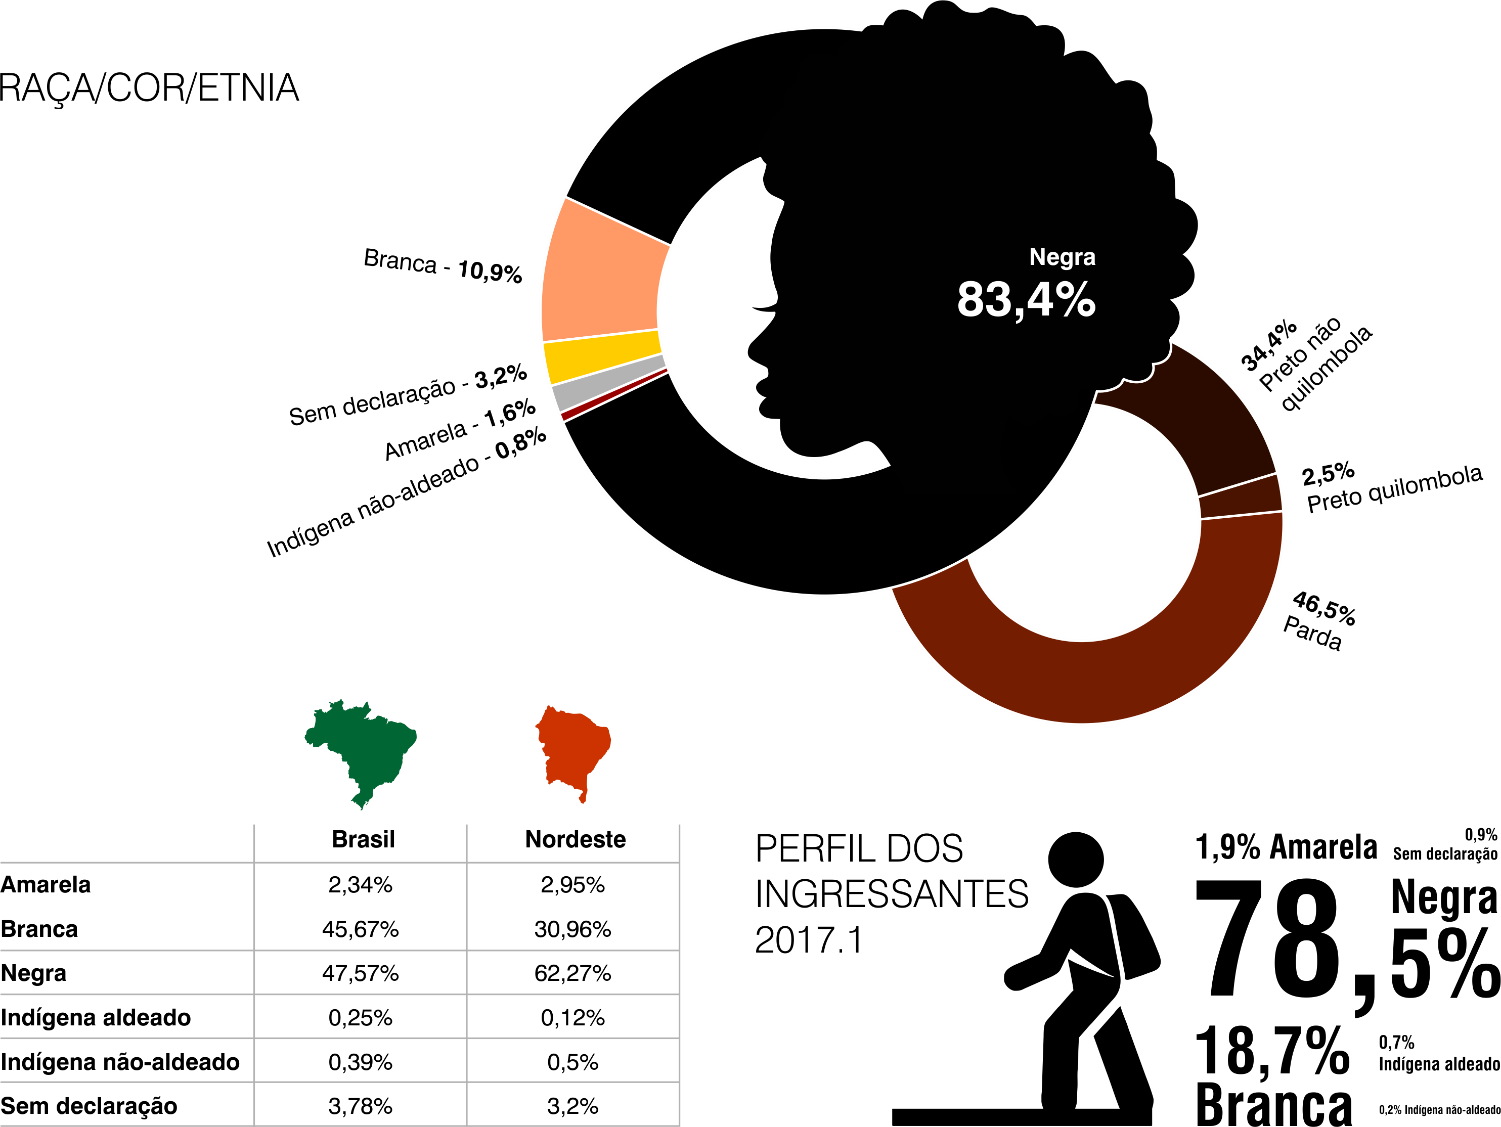 RAÇA/COR/ETNIA
Negra
83,4%
Branca - 10,9%
Sem declaração - 3,2%
Amarela - 1,6%
Indígena não-aldeado - 0,8%
34,4%
Preto não
quilombola
2,5%
Preto quilombola
46,5%
Parda
Brasil Nordeste
Amarela 2,34% 2,95%
Branca 45,67% 30,96%
Negra 47,57% 62,27%
Indígena aldeado 0,25% 0,12%
Indígena não-aldeado 0,39% 0,5%
Sem declaração 3,78% 3,2%
PERFIL DOS
INGRESSANTES
2017.1
1,9% Amarela
0,9%
Sem declaração
Negra
78,5%
18,7%
Branca
0,7%
Indígena aldeado
0,2% Indígena não-aldeado